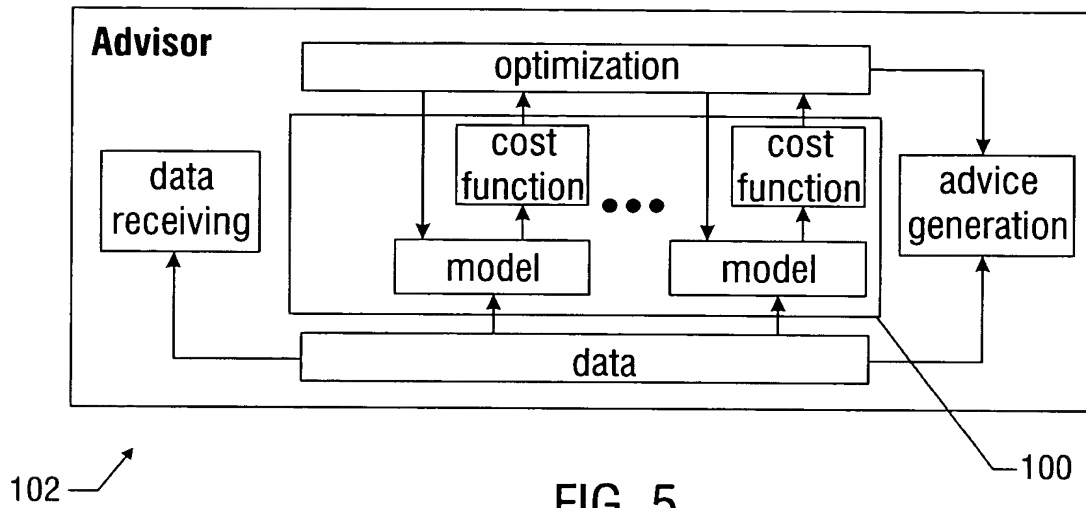 Advisor
optimization
cost
function
cost
function
data
receiving
advice
generation
model
model
data
102
100
FIG. 5